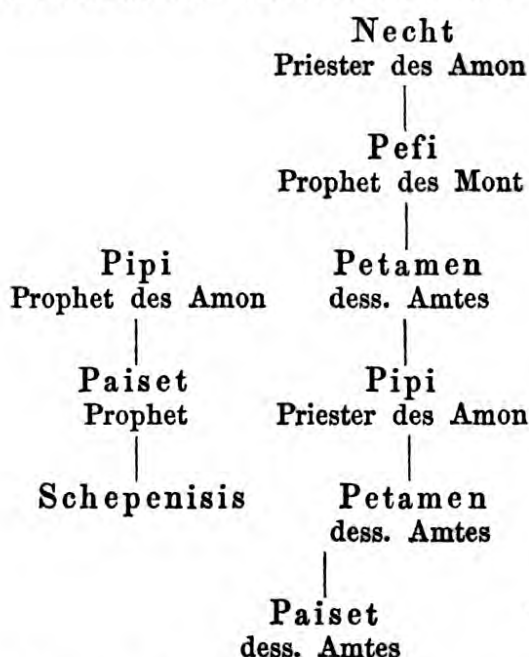 Necht
Priester des Amon
Pefi
Prophet des Mont
Pipi
Prophet des Amon
Petamen
dess. Amtes
Paiset
Prophet
Pipi
Priester des Amon
Schepenisis
Petamen
dess. Amtes
Paiset
dess. Amtes